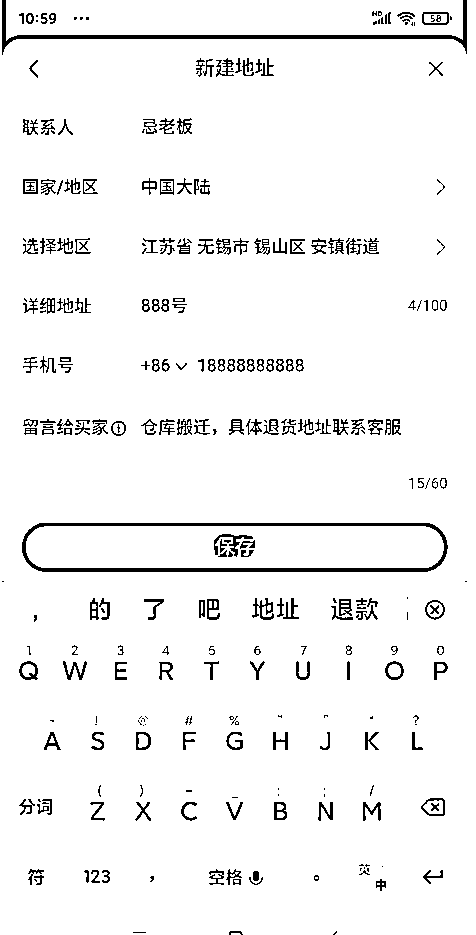 10:59 ... HD 58
新建地址
联系人 忌老板
国家/地区 中国大陆
选择地区 江苏省 无锡市 锡山区 安镇街道
详细地址 888号 4/100
手机号 +86 18888888888
留言给买家 仓库搬迁，具体退货地址联系客服
15/60
保存
， 的 了 吧 地址 退款
1 2 3 4 5 6 7 8 9 0
Q W E R T Y U I O P
~ ! @ # % " " * ?
A S D F G H J K L
( ) - _ : ; /
分词 Z X C V B N M
符 123 ， 空格 。 英
中